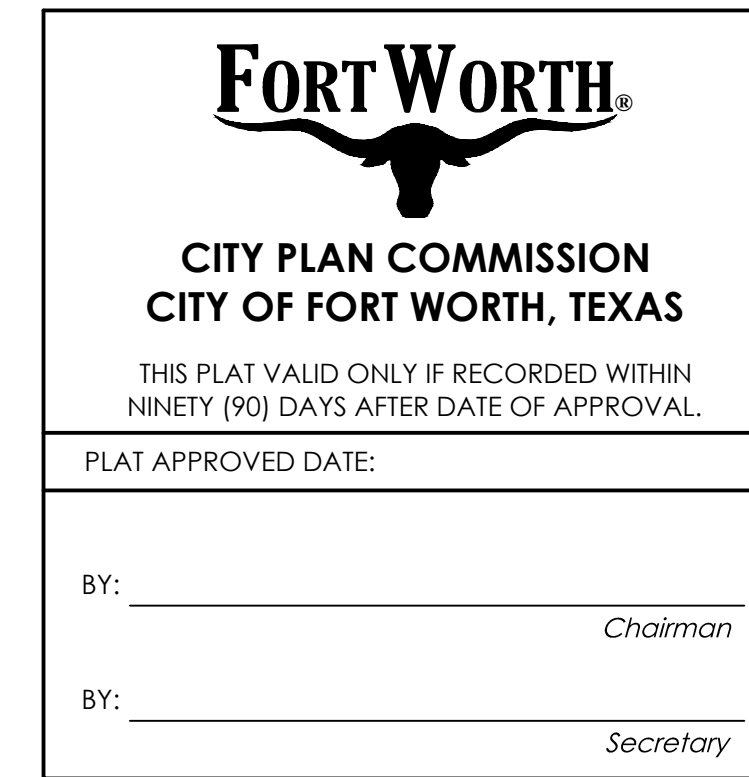 FORT WORTH®
CITY PLAN COMMISSION
CITY OF FORT WORTH, TEXAS
THIS PLAT VALID ONLY IF RECORDED WITHIN
NINETY (90) DAYS AFTER DATE OF APPROVAL.
PLAT APPROVED DATE:
BY:
Chairman
BY:
Secretary